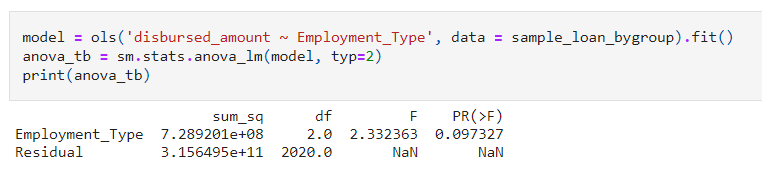 model = ols('disbursed_amount ~ Employment_Type', data = sample_loan_bygroup).fit()
anova_tb = sm.stats.anova_lm(model, typ=2)
print(anova_tb)
sum_sq df F PR(>F)
Employment_Type 7.289201e+08 2.0 2.332363 0.097327
Residual 3.156495e+11 2020.0 NaN NaN